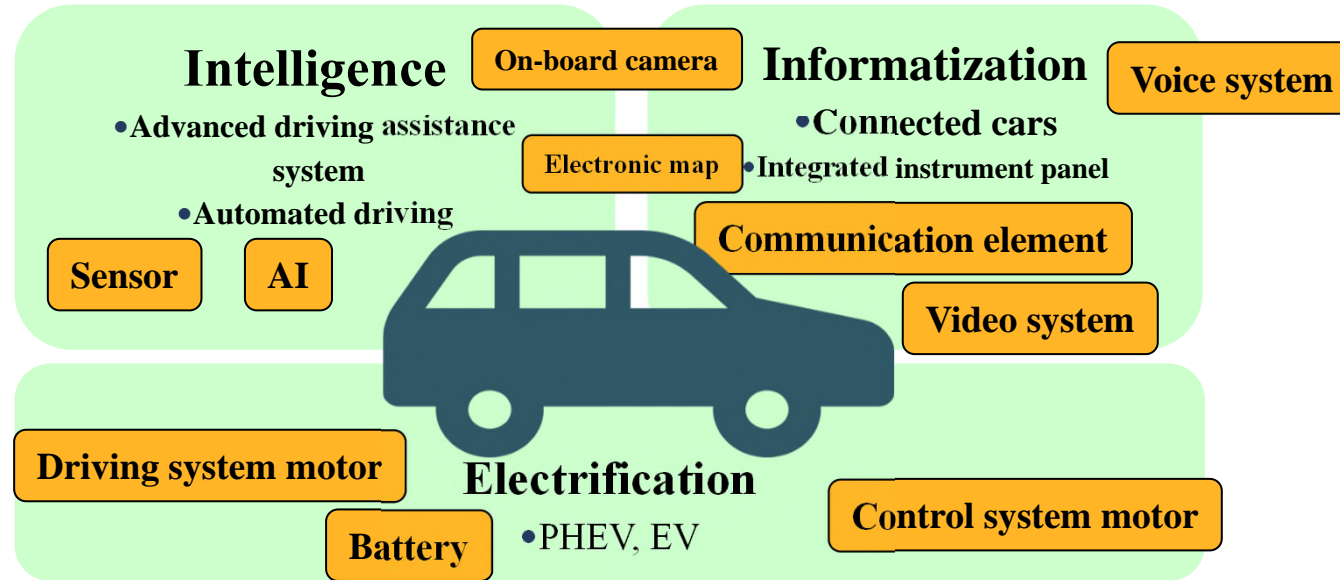 Intelligence
On-board camera
•Advanced driving assistance
system
•Automated driving
Electronic map
Sensor
AI
Informatization
Voice system
•Connected cars
•Integrated instrument panel
Communication element
Video system
Driving system motor
Electrification
•PHEV, EV
Battery
Control system motor